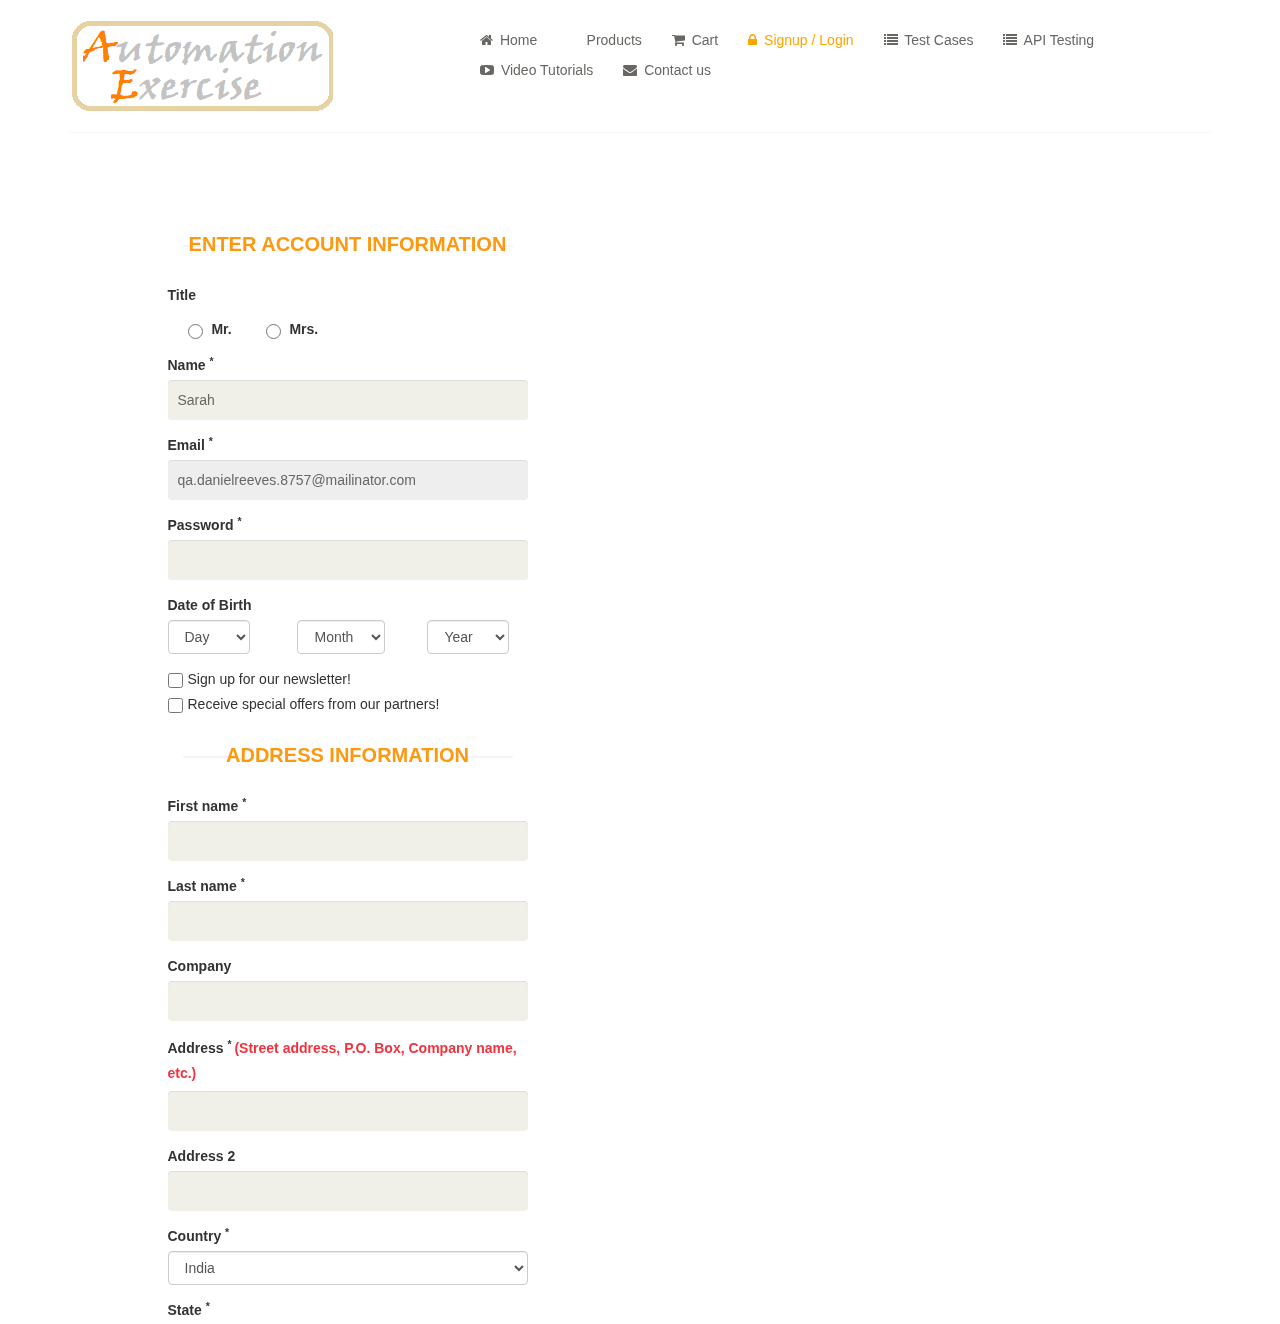 Automation
Exercise
Home Products Cart Signup / Login Test Cases API Testing
Video Tutorials Contact us
ENTER ACCOUNT INFORMATION
Title
Mr. Mrs.
Name *
Sarah
Email *
qa.danielreeves.8757@mailinator.com
Password *
Date of Birth
Day Month Year
Sign up for our newsletter!
Receive special offers from our partners!
ADDRESS INFORMATION
First name *
Last name *
Company
Address * (Street address, P.O. Box, Company name,
etc.)
Address 2
Country *
India
State *